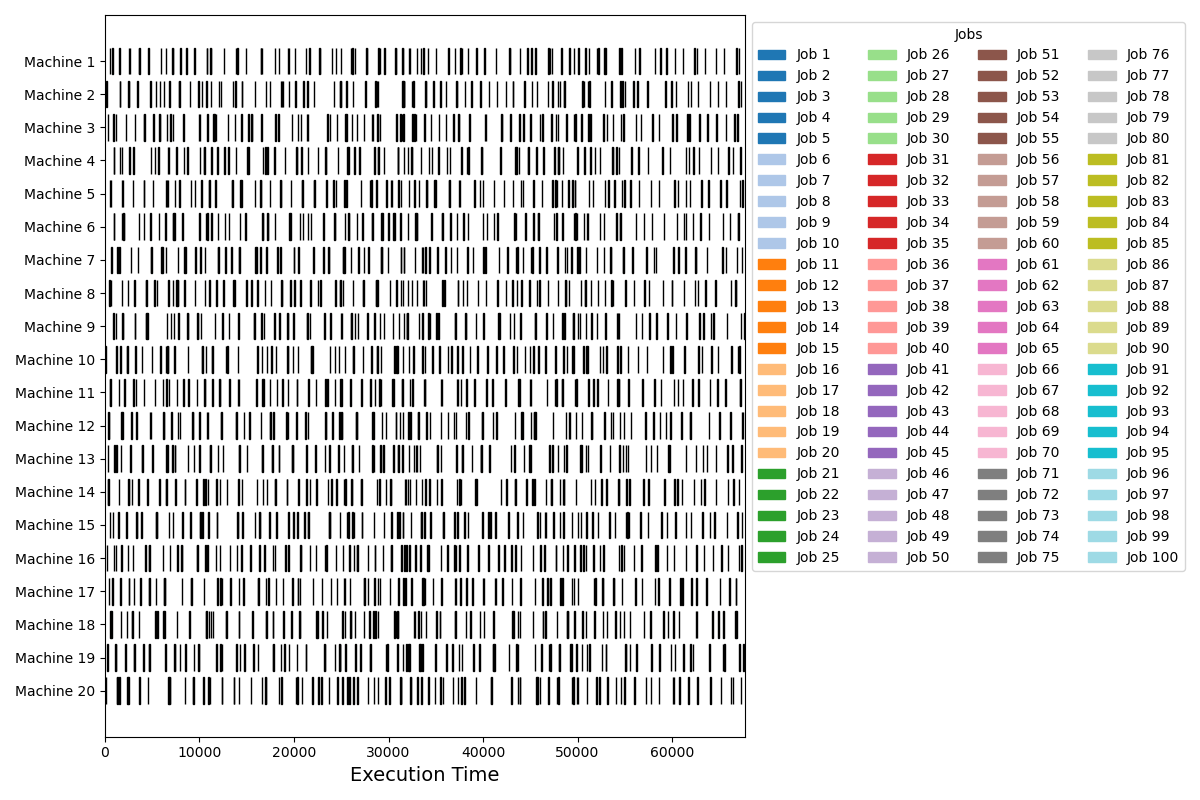 Machine 1
Machine 2
Machine 3
Machine 4
Machine 5
Machine 6
Machine 7
Machine 8
Machine 9
Machine 10
Machine 11
Machine 12
Machine 13
Machine 14
Machine 15
Machine 16
Machine 17
Machine 18
Machine 19
Machine 20
0 10000 20000 30000 40000 50000 60000
Execution Time
Jobs
Job 1 Job 26 Job 51 Job 76
Job 2 Job 27 Job 52 Job 77
Job 3 Job 28 Job 53 Job 78
Job 4 Job 29 Job 54 Job 79
Job 5 Job 30 Job 55 Job 80
Job 6 Job 31 Job 56 Job 81
Job 7 Job 32 Job 57 Job 82
Job 8 Job 33 Job 58 Job 83
Job 9 Job 34 Job 59 Job 84
Job 10 Job 35 Job 60 Job 85
Job 11 Job 36 Job 61 Job 86
Job 12 Job 37 Job 62 Job 87
Job 13 Job 38 Job 63 Job 88
Job 14 Job 39 Job 64 Job 89
Job 15 Job 40 Job 65 Job 90
Job 16 Job 41 Job 66 Job 91
Job 17 Job 42 Job 67 Job 92
Job 18 Job 43 Job 68 Job 93
Job 19 Job 44 Job 69 Job 94
Job 20 Job 45 Job 70 Job 95
Job 21 Job 46 Job 71 Job 96
Job 22 Job 47 Job 72 Job 97
Job 23 Job 48 Job 73 Job 98
Job 24 Job 49 Job 74 Job 99
Job 25 Job 50 Job 75 Job 100